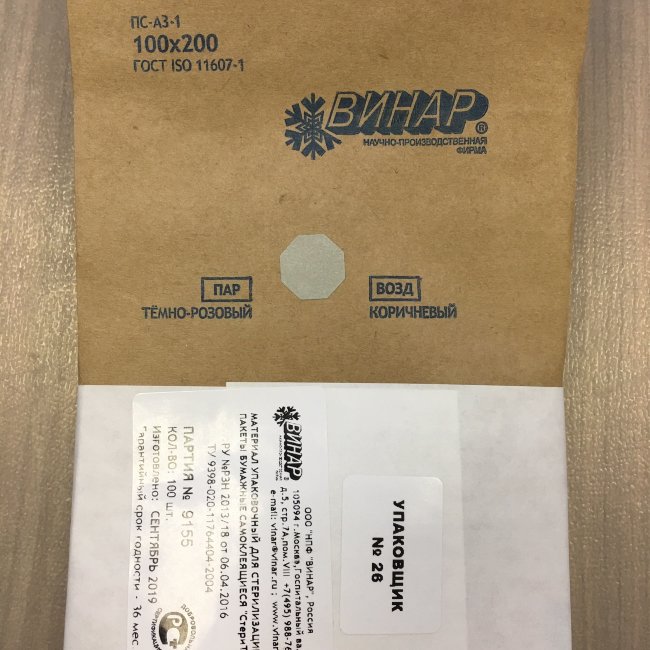 ПС-А3-1
100x200
ГОСТ ISO 11607-1
ВИНАР®
НАУЧНО-ПРОИЗВОДСТВЕННАЯ
ФИРМА
ПАР
ТЁМНО-РОЗОВЫЙ
ВОЗД
КОРИЧНЕВЫЙ
ВИНАР
ООО "НПФ "ВИНАР", Россия
105094 г.Москва,Госпитальный ва
д.5, стр.7А,пом.VIII +7(495) 988-76
e-mail: vinar@vinar.ru ; www.vinar
МАТЕРИАЛ УПАКОВОЧНЫЙ ДЛЯ СТЕРИЛИЗАЦИ
ПАКЕТЫ БУМАЖНЫЕ САМОКЛЕЯЩИЕСЯ "СтериТ
РУ №РЗН 2013/18 от 06.04.2016
ТУ 9398-020-11764404-2004
ПАРТИЯ № 9155
КОЛ-ВО: 100 шт.
Изготовлено: СЕНТЯБРЬ 2019
Гарантийный срок годности - 36 мес
УПАКОВЩИК
№ 26